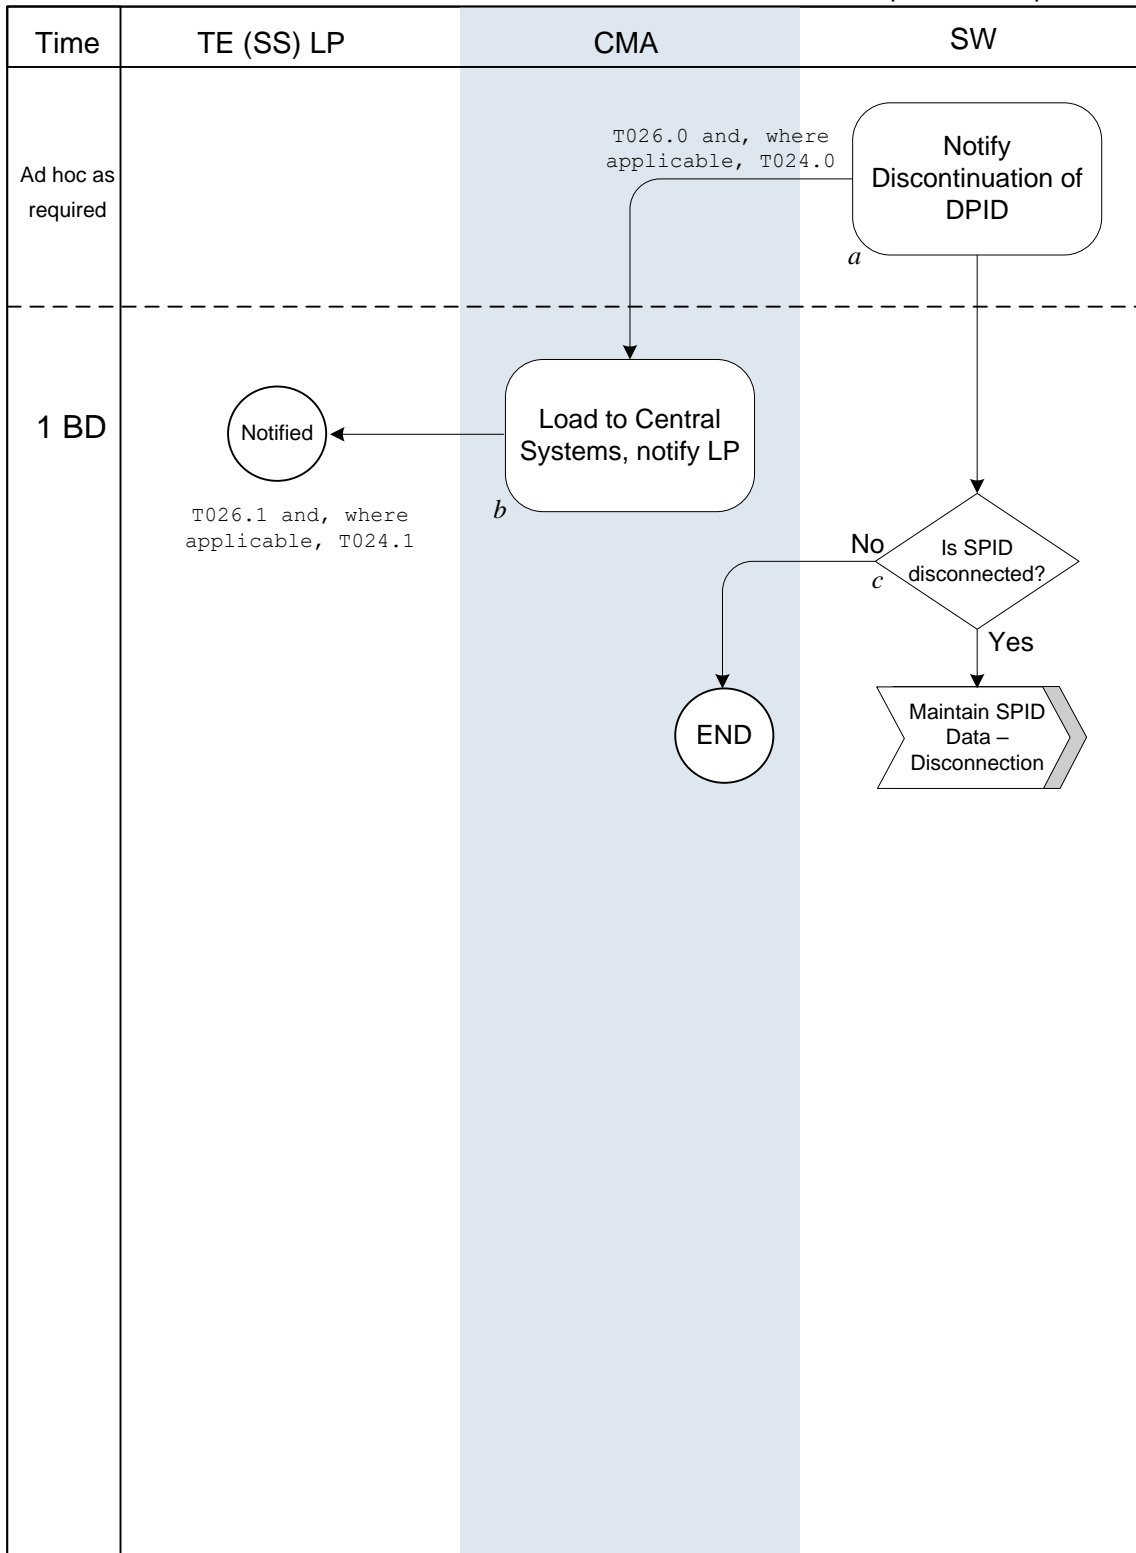 Time
TE (SS) LP
CMA
SW
Ad hoc as
required
T026.0 and, where
applicable, T024.0
Notify
Discontinuation of
DPID
a
1 BD
Notified
Load to Central
Systems, notify LP
b
T026.1 and, where
applicable, T024.1
No
Is SPID
disconnected?
c
Yes
END
Maintain SPID
Data –
Disconnection